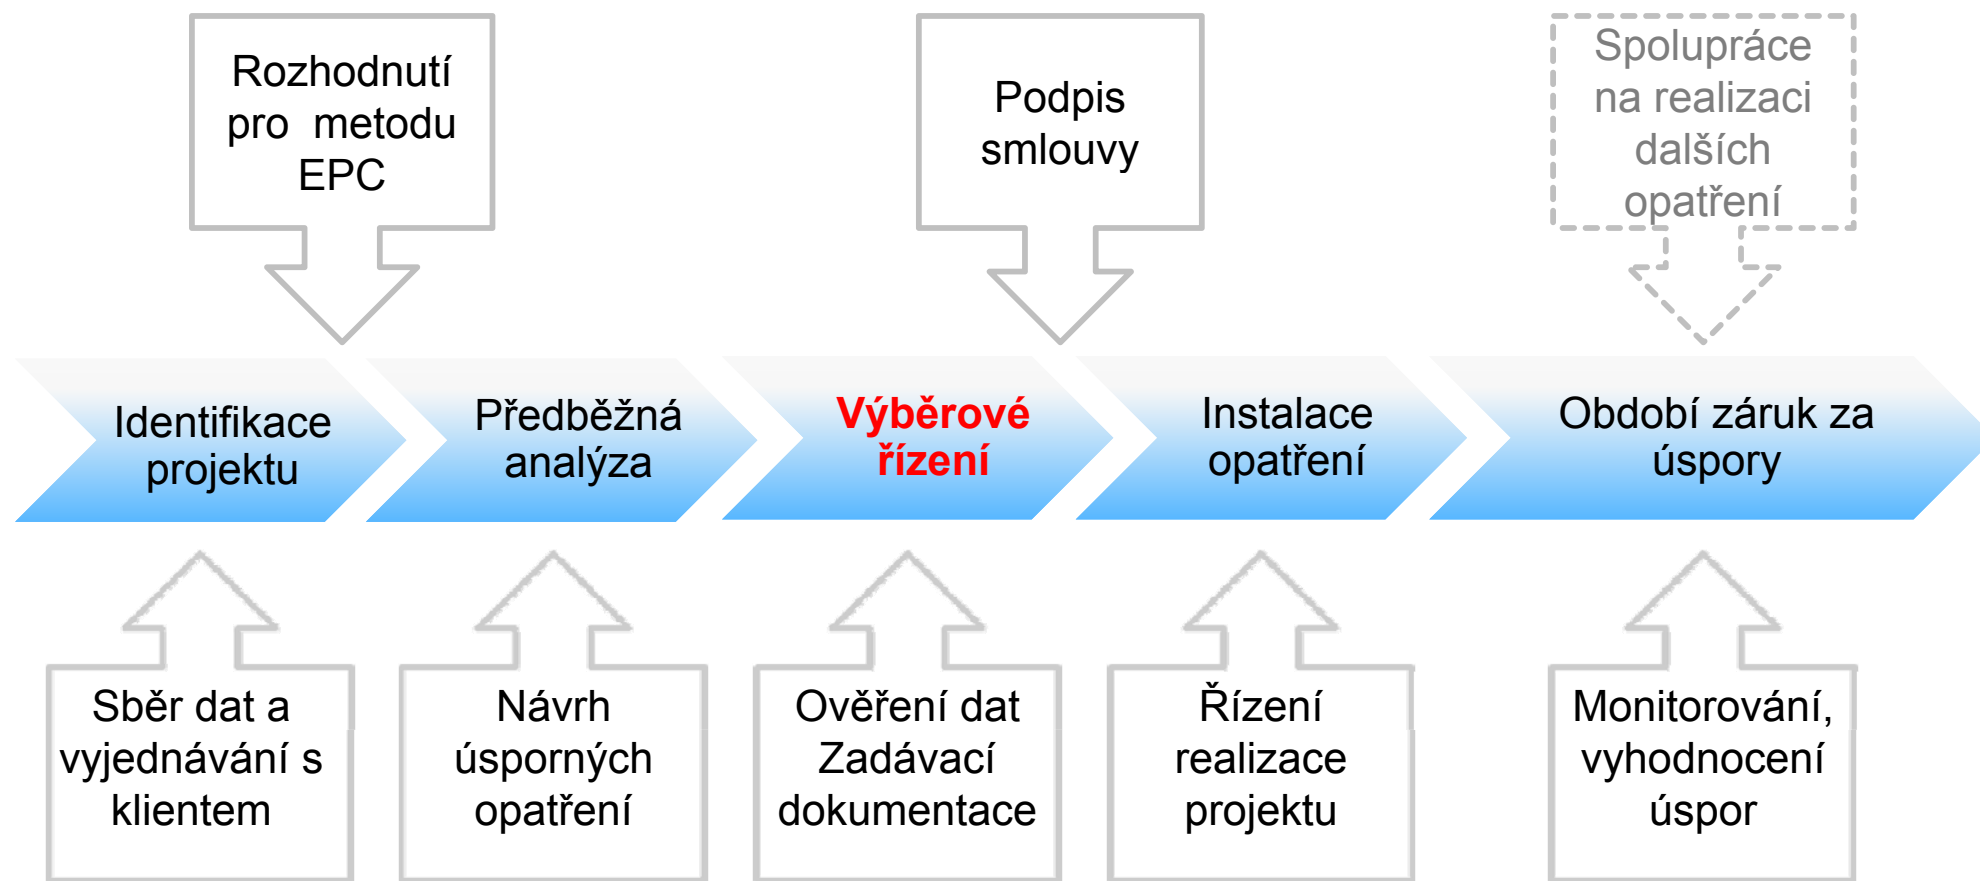 Rozhodnutí
pro metodu
EPC
Podpis
smlouvy
Spolupráce
na realizaci
dalších
opatření
Identifikace
projektu
Předběžná
analýza
Výběrové
řízení
Instalace
opatření
Období záruk za
úspory
Sběr dat a
vyjednávání s
klientem
Návrh
úsporných
opatření
Ověření dat
Zadávací
dokumentace
Řízení
realizace
projektu
Monitorování,
vyhodnocení
úspor